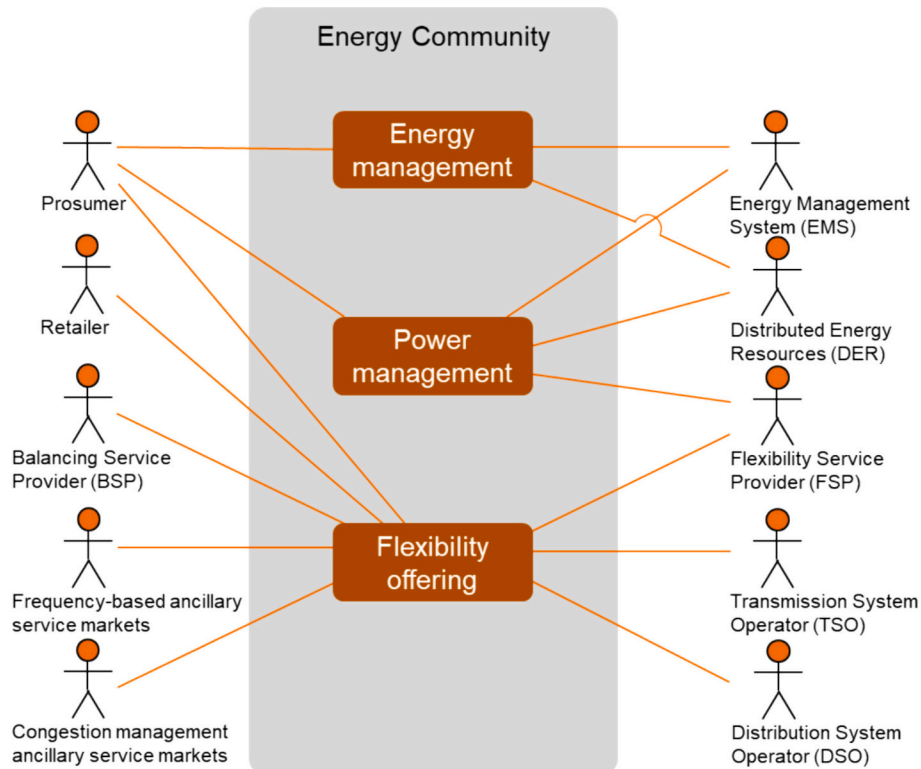 Energy Community
Energy
management
Power
management
Flexibility
offering
Prosumer
Retailer
Balancing Service
Provider (BSP)
Frequency-based ancillary
service markets
Congestion management
ancillary service markets
Energy Management
System (EMS)
Distributed Energy
Resources (DER)
Flexibility Service
Provider (FSP)
Transmission System
Operator (TSO)
Distribution System
Operator (DSO)